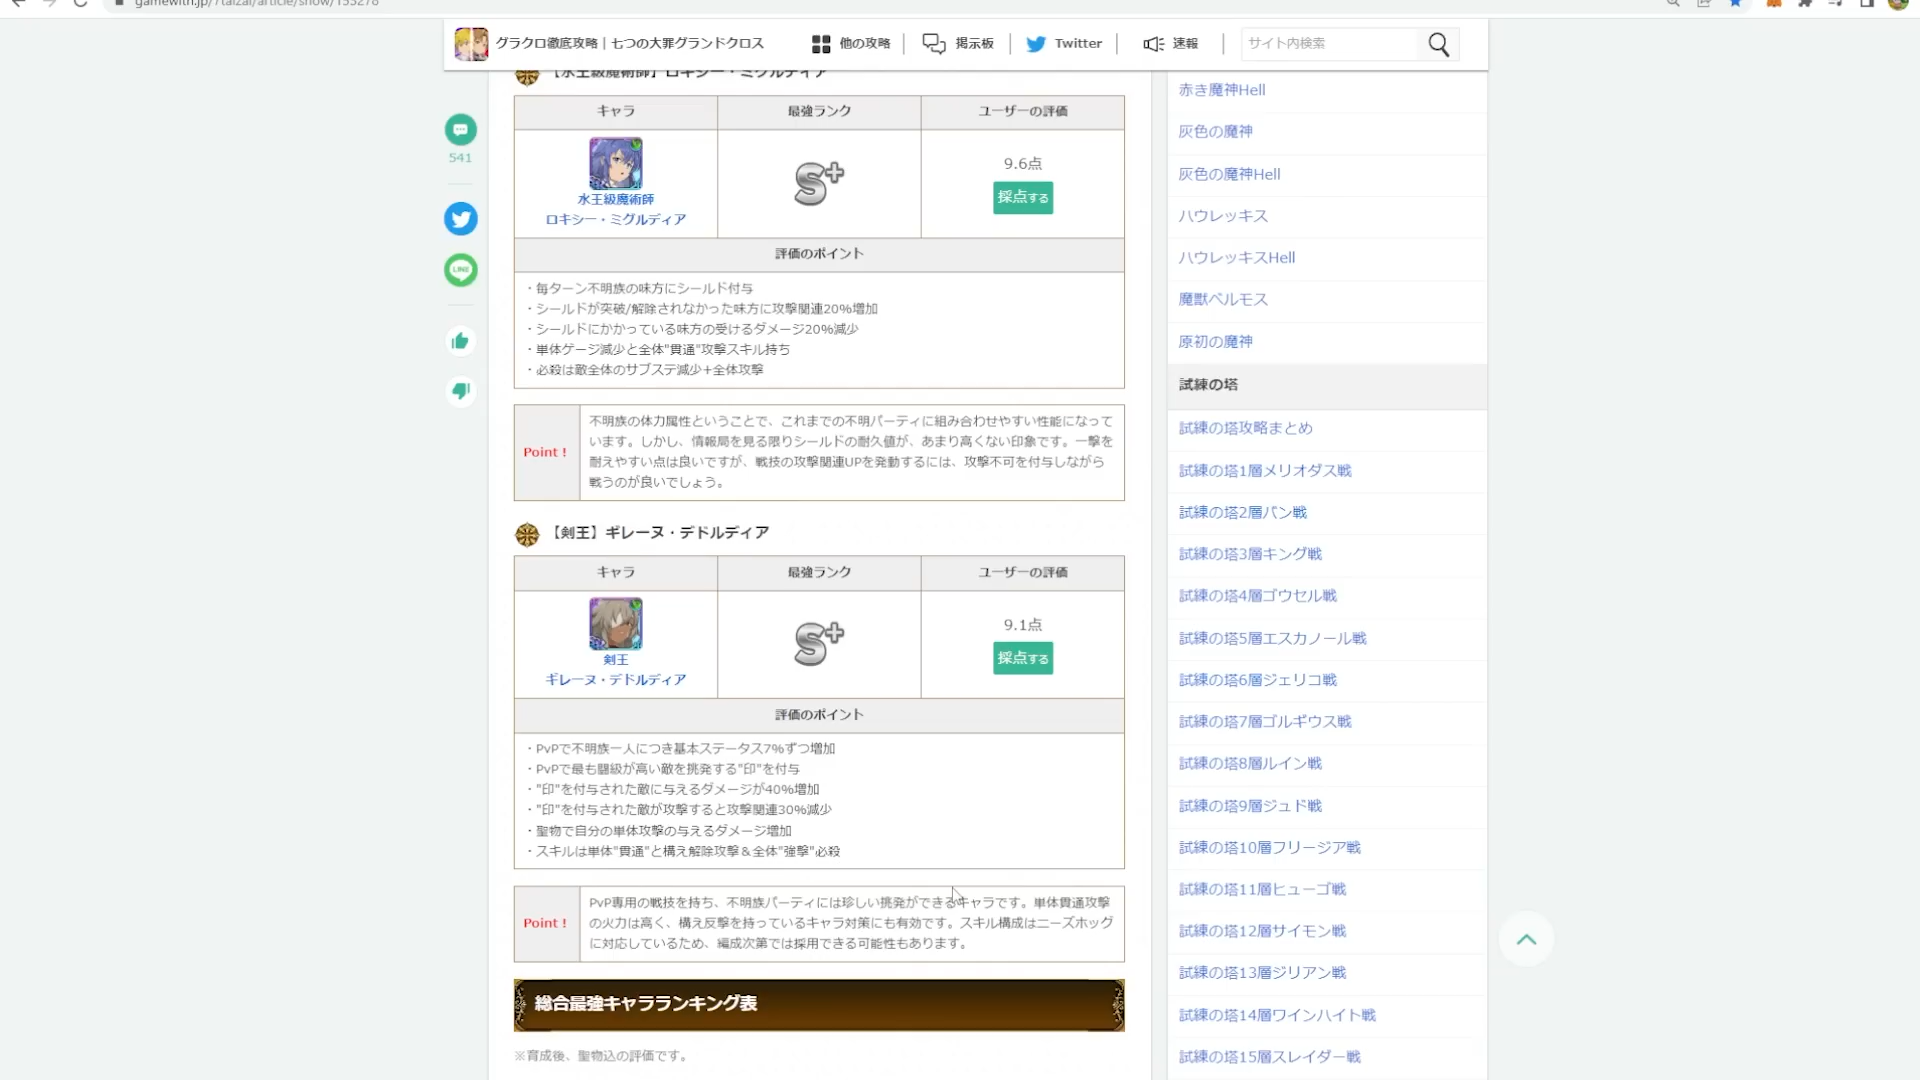 gamewith.jp/7taizai/article/show/153278
グラクロ徹底攻略 | 七つの大罪グランドクロス
他の攻略
掲示板
Twitter
速報
サイト内検索
541
LINE
【水王級魔術師】ロキシー・ミグルディア
キャラ 最強ランク ユーザーの評価
水王級魔術師
ロキシー・ミグルディア
S+
9.6点
採点する
評価のポイント
・毎ターン不明族の味方にシールド付与
・シールドが突破/解除されなかった味方に攻撃関連20%増加
・シールドにかかっている味方の受けるダメージ20%減少
・単体ゲージ減少と全体"貫通"攻撃スキル持ち
・必殺は敵全体のサブステ減少+全体攻撃
Point！
不明族の体力属性ということで、これまでの不明パーティに組み合わせやすい性能になって
います。しかし、情報局を見る限りシールドの耐久値が、あまり高くない印象です。一撃を
耐えやすい点は良いですが、戦技の攻撃関連UPを発動するには、攻撃不可を付与しながら
戦うのが良いでしょう。
【剣王】ギレーヌ・デドルディア
キャラ 最強ランク ユーザーの評価
剣王
ギレーヌ・デドルディア
S+
9.1点
採点する
評価のポイント
・PvPで不明族一人につき基本ステータス7%ずつ増加
・PvPで最も闘級が高い敵を挑発する"印"を付与
・"印"を付与された敵に与えるダメージが40%増加
・"印"を付与された敵が攻撃すると攻撃関連30%減少
・聖物で自分の単体攻撃の与えるダメージ増加
・スキルは単体"貫通"と構え解除攻撃＆全体"強撃"必殺
Point！
PvP専用の戦技を持ち、不明族パーティには珍しい挑発ができるキャラです。単体貫通攻撃
の火力は高く、構え反撃を持っているキャラ対策にも有効です。スキル構成はニーズホッグ
に対応しているため、編成次第では採用できる可能性もあります。
総合最強キャラランキング表
※育成後、聖物込の評価です。
赤き魔神Hell
灰色の魔神
灰色の魔神Hell
ハウレッキス
ハウレッキスHell
魔獣ベルモス
原初の魔神
試練の塔
試練の塔攻略まとめ
試練の塔1層メリオダス戦
試練の塔2層バン戦
試練の塔3層キング戦
試練の塔4層ゴウセル戦
試練の塔5層エスカノール戦
試練の塔6層ジェリコ戦
試練の塔7層ゴルギウス戦
試練の塔8層ルイン戦
試練の塔9層ジュド戦
試練の塔10層フリージア戦
試練の塔11層ヒューゴ戦
試練の塔12層サイモン戦
試練の塔13層ジリアン戦
試練の塔14層ワインハイト戦
試練の塔15層スレイダー戦